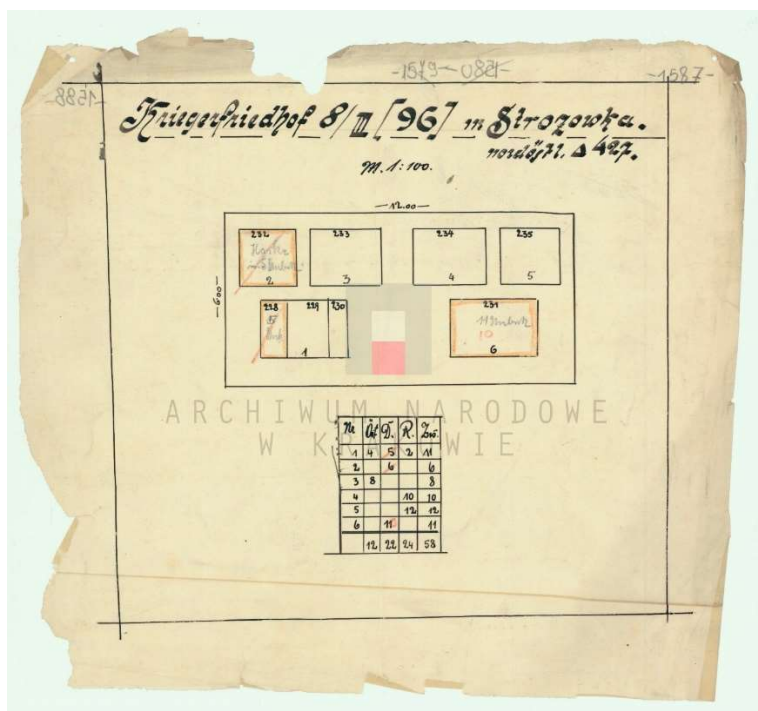 -1579-0851-
-1587-
-1588-
Kriegerfriedhof 8/III [96] in Strozowka.
nordöstl. Δ 427.
M. 1:100.
-12.00-
232 233 234 235
2 3 4 5
-6.00-
228 229 230 231
1 6
10
ARCHIWUM NARODOWE
W KRAKOWIE
Nr Öst D. R. Zus.
1 4 5 2 11
2 6 6
3 8 8
4 10 10
5 12 12
6 11 11
12 22 24 58